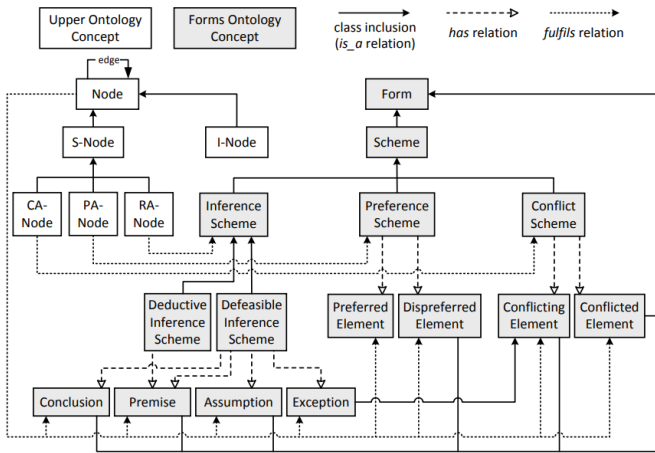 Upper Ontology
Concept
Forms Ontology
Concept
class inclusion
(is_a relation)
has relation
fulfils relation
edge
Node
Form
S-Node
I-Node
Scheme
CA-
Node
PA-
Node
RA-
Node
Inference
Scheme
Preference
Scheme
Conflict
Scheme
Deductive
Inference
Scheme
Defeasible
Inference
Scheme
Preferred
Element
Dispreferred
Element
Conflicting
Element
Conflicted
Element
Conclusion
Premise
Assumption
Exception